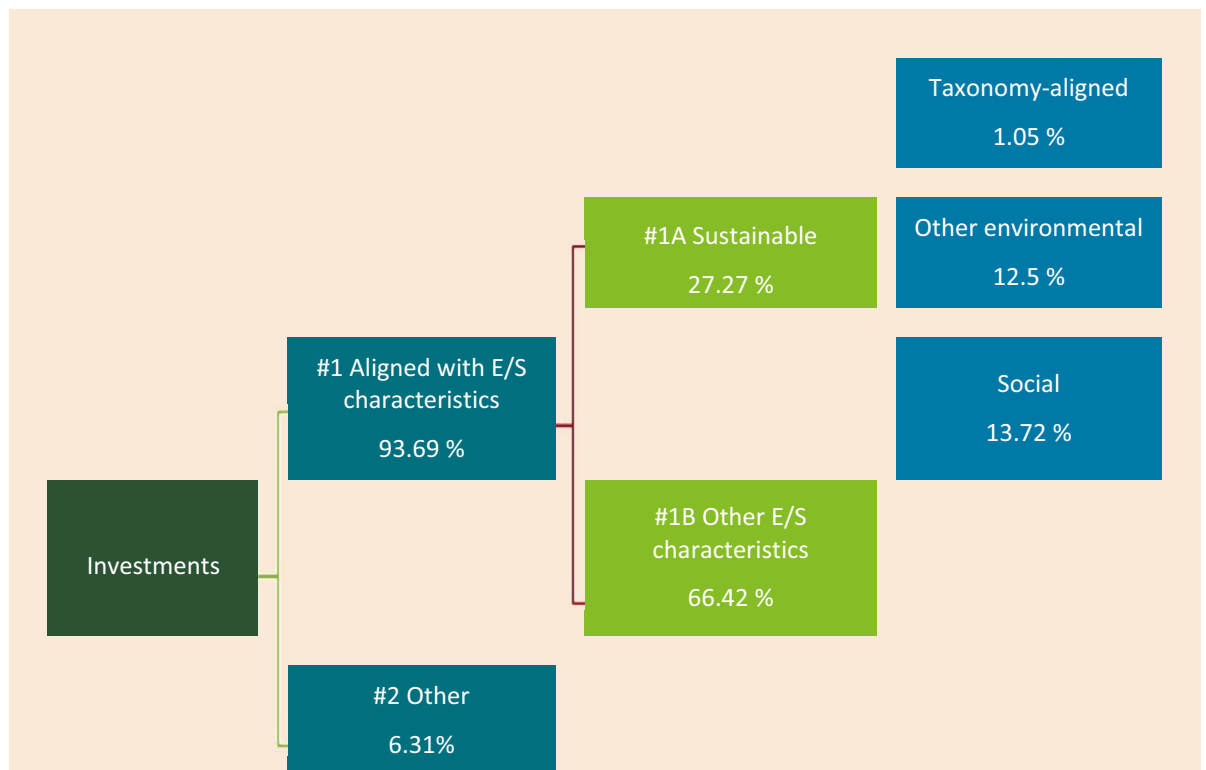 Taxonomy-aligned
1.05 %
#1A Sustainable
27.27 %
Other environmental
12.5 %
#1 Aligned with E/S
characteristics
93.69 %
Social
13.72 %
Investments
#1B Other E/S
characteristics
66.42 %
#2 Other
6.31%